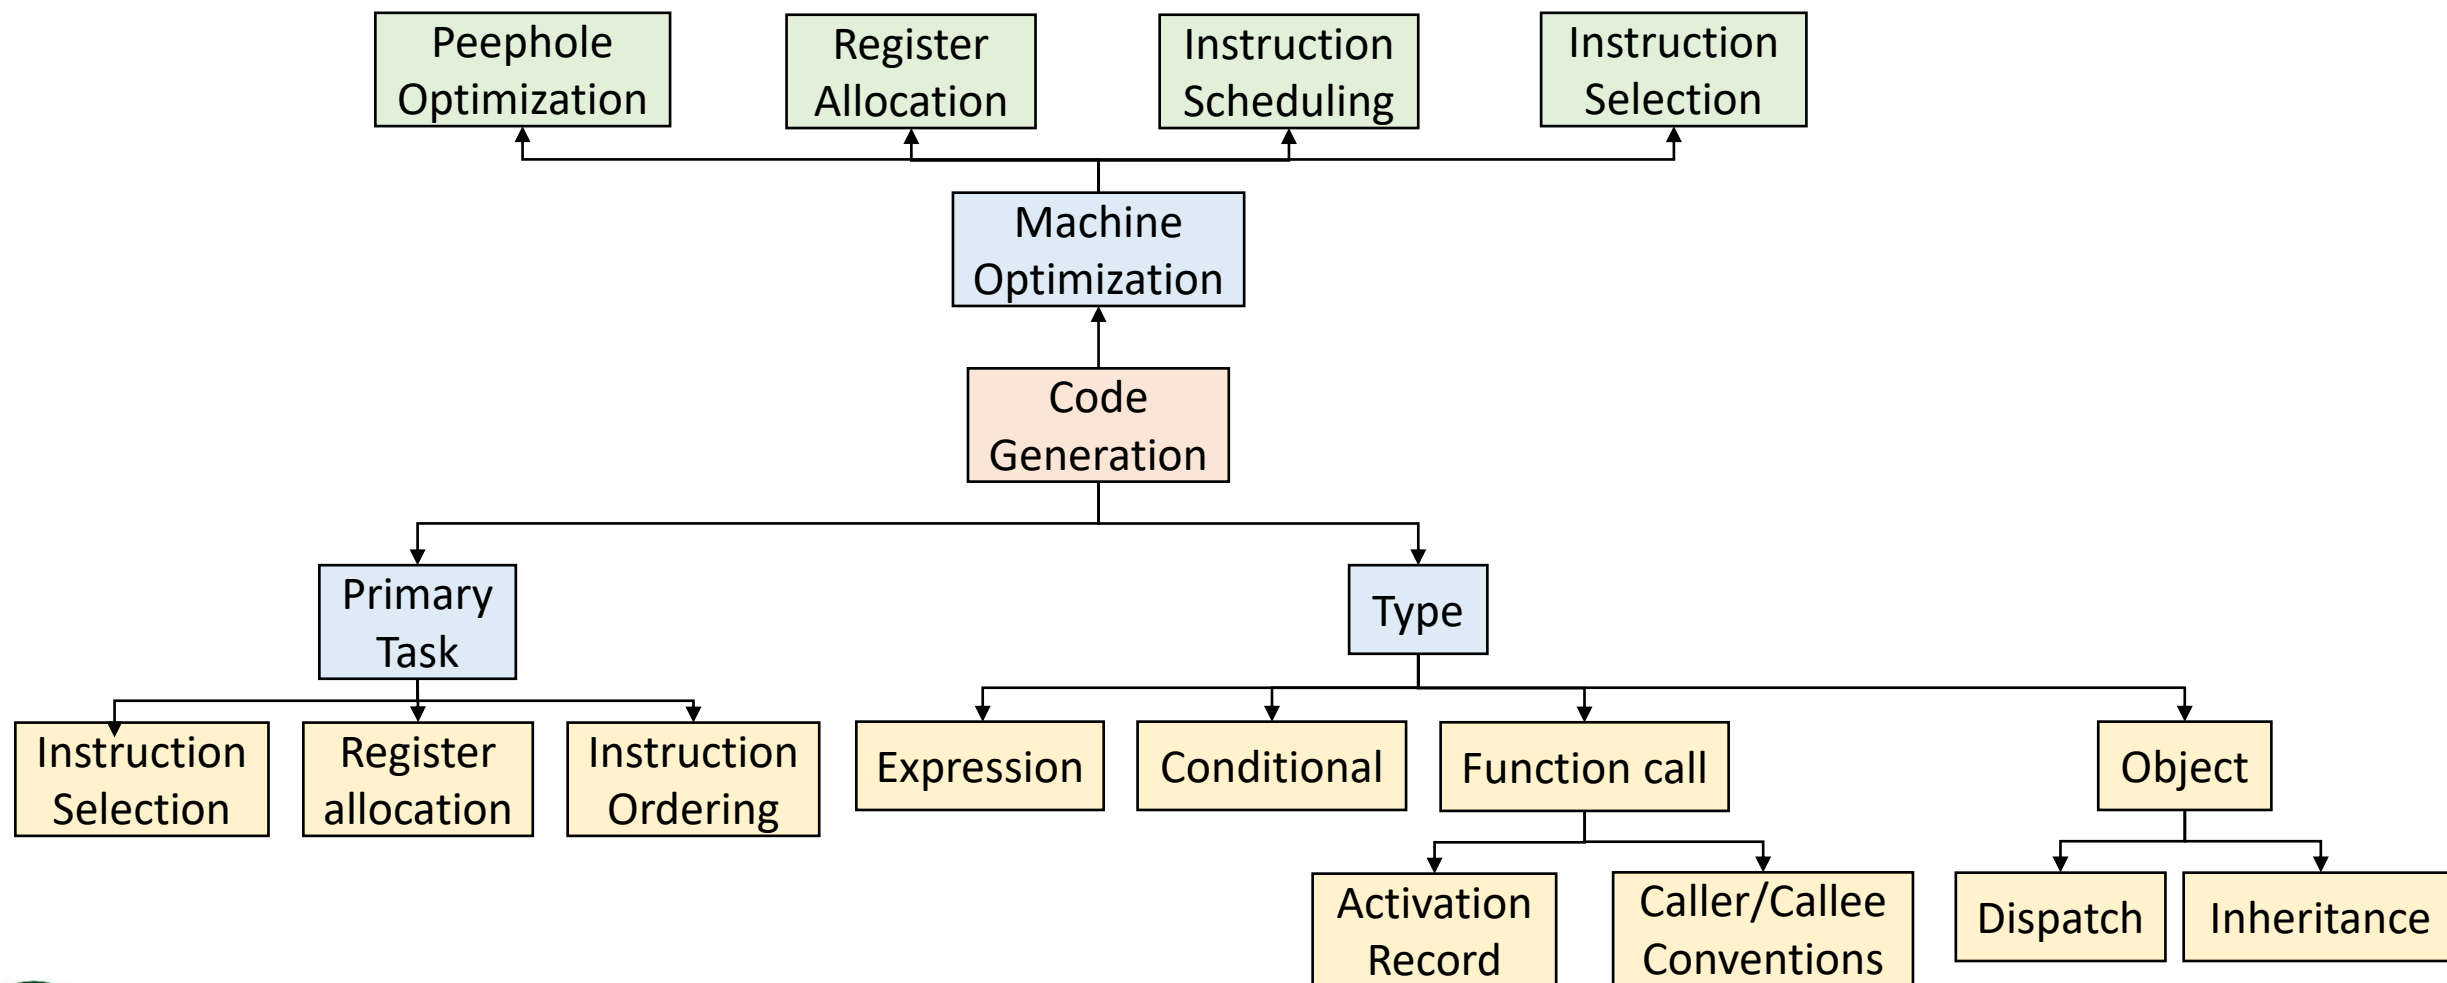 Peephole
Optimization
Register
Allocation
Instruction
Scheduling
Instruction
Selection
Machine
Optimization
Code
Generation
Primary
Task
Type
Instruction
Selection
Register
allocation
Instruction
Ordering
Expression
Conditional
Function call
Object
Activation
Record
Caller/Callee
Conventions
Dispatch
Inheritance